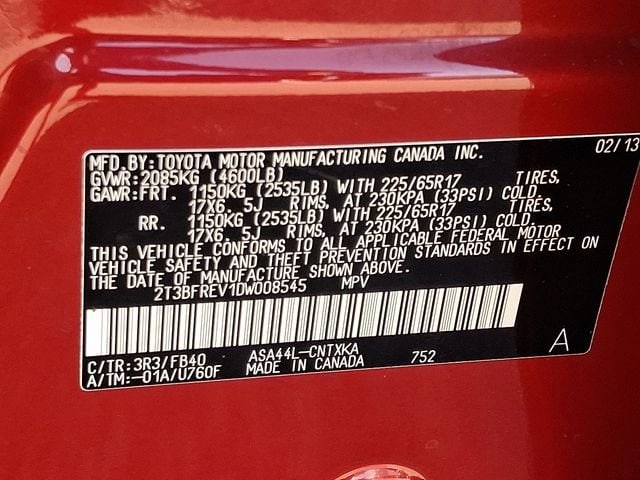 MFD.BY:TOYOTA MOTOR MANUFACTURING CANADA INC. 02/13
GVWR:2085KG (4600LB)
GAWR:FRT. 1150KG (2535LB) WITH 225/65R17 TIRES,
17X6. 5J RIMS, AT 230KPA (33PSI) COLD.
RR. 1150KG (2535LB) WITH 225/65R17 TIRES,
17X6. 5J RIMS, AT 230KPA (33PSI) COLD.
THIS VEHICLE CONFORMS TO ALL APPLICABLE FEDERAL MOTOR
VEHICLE SAFETY AND THEFT PREVENTION STANDARDS IN EFFECT ON
THE DATE OF MANUFACTURE SHOWN ABOVE.
2T3BFREV1DW008545 MPV
C/TR:3R3/FB40 ASA44L-CNTXKA 752 A
A/TM:-01A/U760F MADE IN CANADA